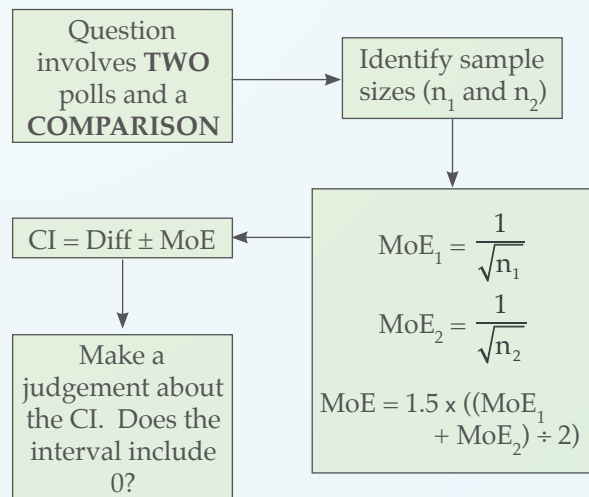 Question
involves TWO
polls and a
COMPARISON
Identify sample
sizes (n₁ and n₂)
MoE₁ = 1/√n₁
MoE₂ = 1/√n₂
MoE = 1.5 x ((MoE₁
+ MoE₂) ÷ 2)
CI = Diff ± MoE
Make a
judgement about
the CI. Does the
interval include
0?